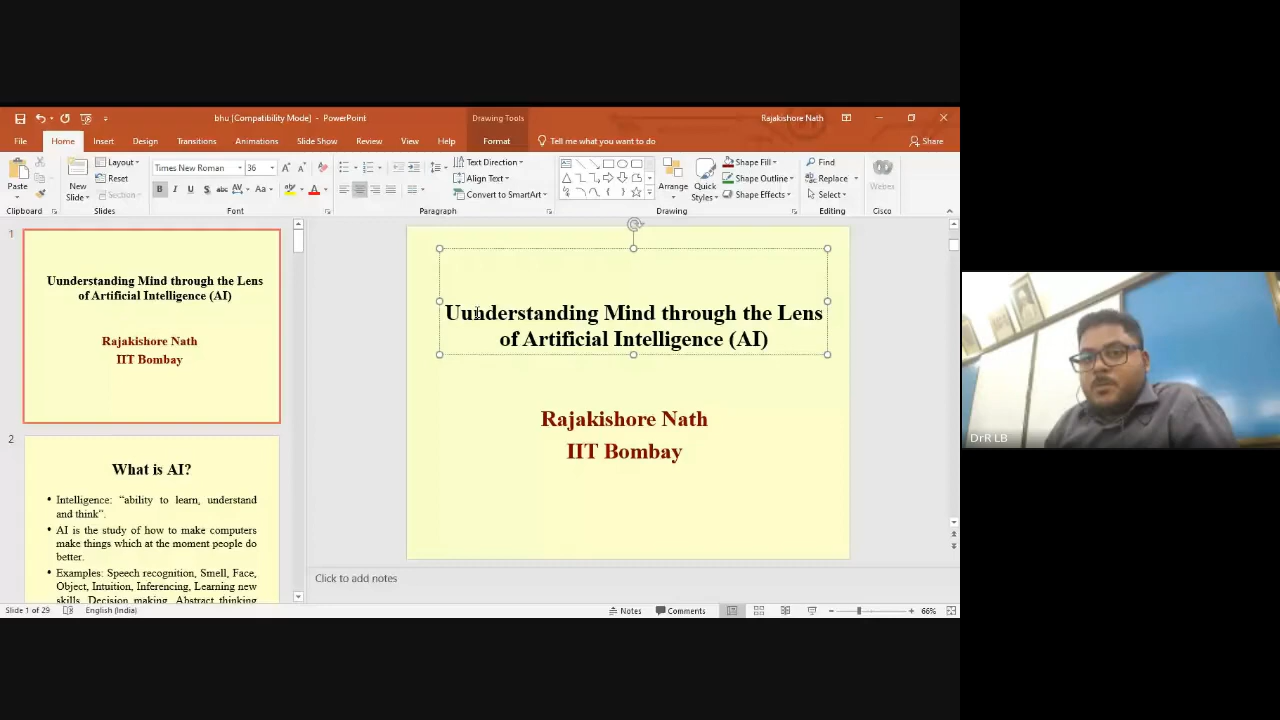 bhu [Compatibility Mode] - PowerPoint
Drawing Tools
Rajakishore Nath
File Home Insert Design Transitions Animations Slide Show Review View Help Format Tell me what you want to do Share
Paste
Clipboard
New Slide
Layout
Reset
Section
Slides
Times New Roman 36
B I U S abc AV Aa A
Font
Text Direction
Align Text
Convert to SmartArt
Paragraph
Arrange
Quick Styles
Shape Fill
Shape Outline
Shape Effects
Drawing
Find
Replace
Select
Editing
Webex
Cisco
1
Uunderstanding Mind through the Lens
of Artificial Intelligence (AI)
Rajakishore Nath
IIT Bombay
2
What is AI?
• Intelligence: “ability to learn, understand
and think”.
• AI is the study of how to make computers
make things which at the moment people do
better.
• Examples: Speech recognition, Smell, Face,
Object, Intuition, Inferencing, Learning new
skills, Decision making, Abstract thinking
Uunderstanding Mind through the Lens
of Artificial Intelligence (AI)
Rajakishore Nath
IIT Bombay
Click to add notes
Slide 1 of 29 English (India) Notes Comments 66%
DrR LB